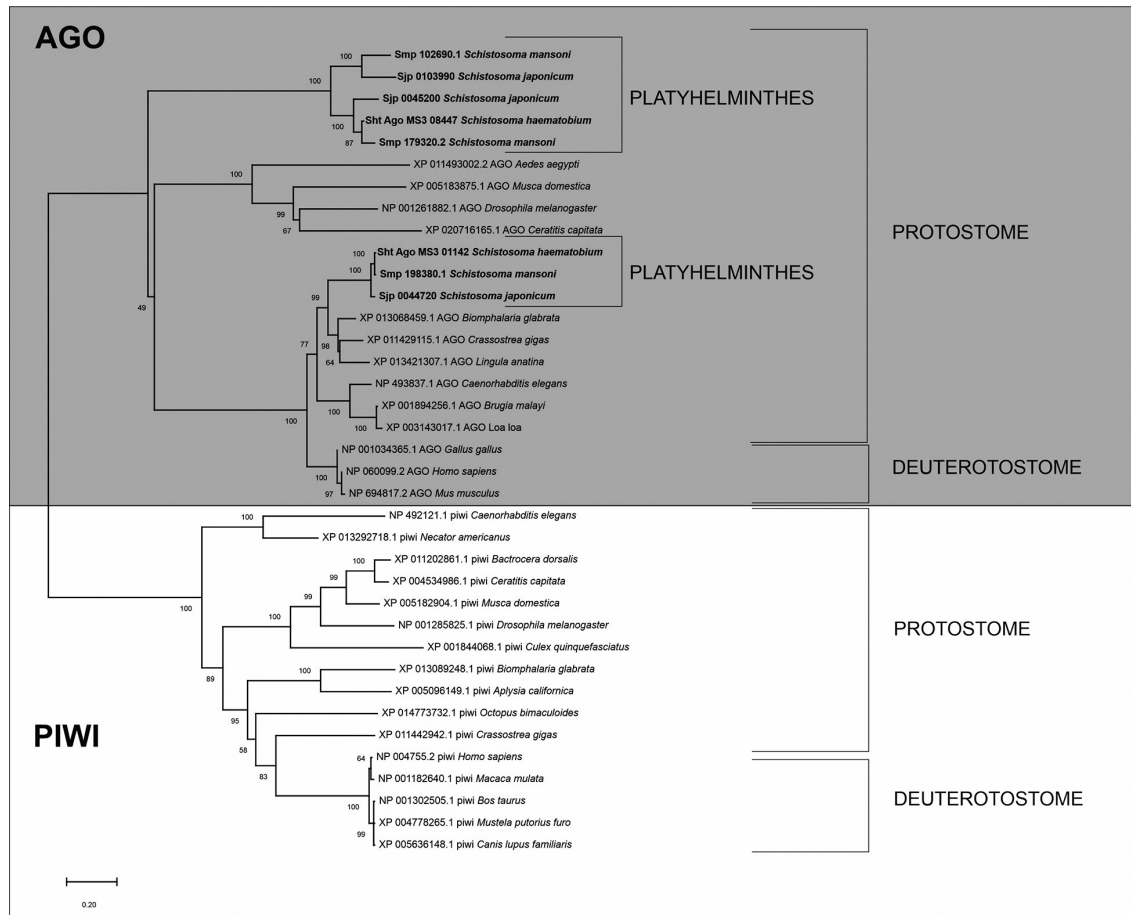 AGO
100
Smp 102690.1 Schistosoma mansoni
100
Sjp 0103990 Schistosoma japonicum
Sjp 0045200 Schistosoma japonicum
PLATYHELMINTHES
100
Sht Ago MS3 08447 Schistosoma haematobium
87
Smp 179320.2 Schistosoma mansoni
XP 011493002.2 AGO Aedes aegypti
100
XP 005183875.1 AGO Musca domestica
99
NP 001261882.1 AGO Drosophila melanogaster
67
XP 020716165.1 AGO Ceratitis capitata
PROTOSTOME
100
Sht Ago MS3 01142 Schistosoma haematobium
100
Smp 198380.1 Schistosoma mansoni
PLATYHELMINTHES
99
Sjp 0044720 Schistosoma japonicum
49
XP 013068459.1 AGO Biomphalaria glabrata
77
98
XP 011429115.1 AGO Crassostrea gigas
64
XP 013421307.1 AGO Lingula anatina
NP 493837.1 AGO Caenorhabditis elegans
100
XP 001894256.1 AGO Brugia malayi
100
100
XP 003143017.1 AGO Loa loa
NP 001034365.1 AGO Gallus gallus
100
NP 060099.2 AGO Homo sapiens
DEUTEROTOSTOME
97
NP 694817.2 AGO Mus musculus
100
NP 492121.1 piwi Caenorhabditis elegans
XP 013292718.1 piwi Necator americanus
100
XP 011202861.1 piwi Bactrocera dorsalis
99
XP 004534986.1 piwi Ceratitis capitata
100
99
XP 005182904.1 piwi Musca domestica
100
NP 001285825.1 piwi Drosophila melanogaster
PROTOSTOME
XP 001844068.1 piwi Culex quinquefasciatus
89
100
XP 013089248.1 piwi Biomphalaria glabrata
XP 005096149.1 piwi Aplysia californica
95
XP 014773732.1 piwi Octopus bimaculoides
PIWI
58
XP 011442942.1 piwi Crassostrea gigas
83
64
NP 004755.2 piwi Homo sapiens
NP 001182640.1 piwi Macaca mulata
100
NP 001302505.1 piwi Bos taurus
DEUTEROTOSTOME
XP 004778265.1 piwi Mustela putorius furo
99
XP 005636148.1 piwi Canis lupus familiaris
0.20